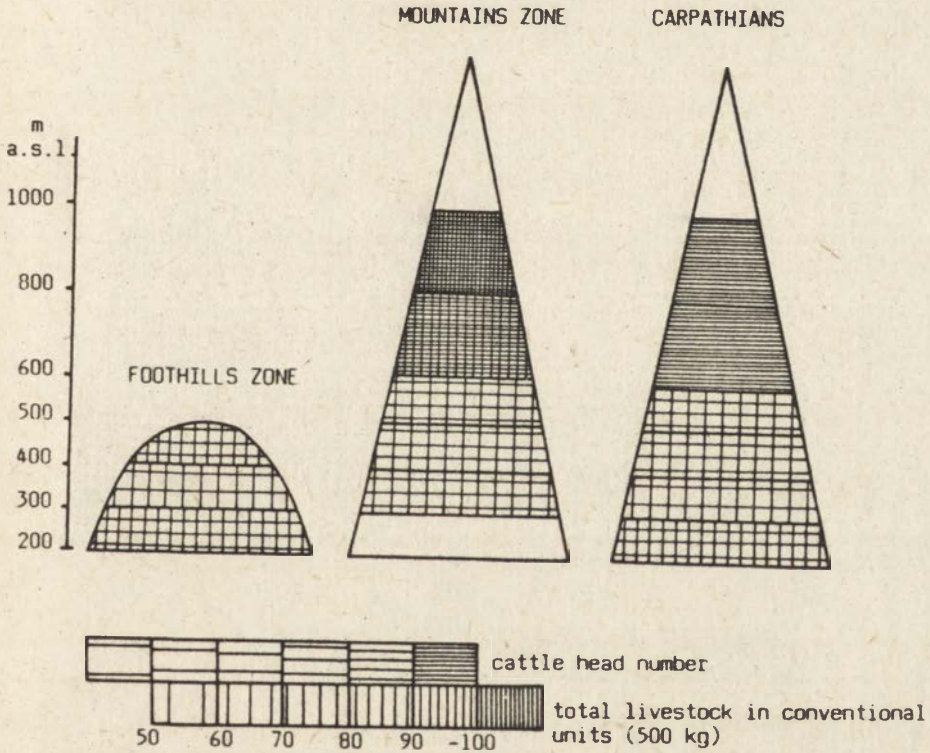 MOUNTAINS ZONE
CARPATHIANS
m
a.s.l
1000
800
600
FOOTHILLS ZONE
500
400
300
200
cattle head number
total livestock in conventional
units (500 kg)
50 60 70 80 90 -100